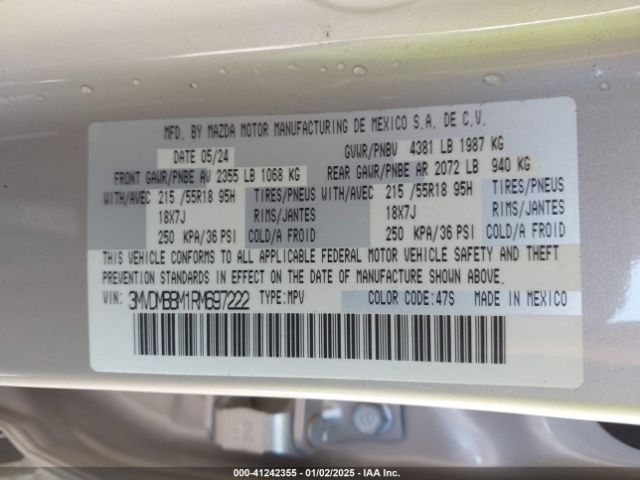 MFD. BY MAZDA MOTOR MANUFACTURING DE MEXICO S.A. DE C.V.
DATE 05/24 GVWR/PNBV 4381 LB 1987 KG
FRONT GAWR/PNBE AV 2355 LB 1068 KG REAR GAWR/PNBE AR 2072 LB 940 KG
WITH/AVEC 215 /55R18 95H TIRES/PNEUS WITH/AVEC 215 /55R18 95H TIRES/PNEUS
18X7J RIMS/JANTES 18X7J RIMS/JANTES
250 KPA/36 PSI COLD/A FROID 250 KPA/36 PSI COLD/A FROID
THIS VEHICLE CONFORMS TO ALL APPLICABLE FEDERAL MOTOR VEHICLE SAFETY AND THEFT
PREVENTION STANDARDS IN EFFECT ON THE DATE OF MANUFACTURE SHOWN ABOVE.
VIN: 3MVDMBBM1RM697222 TYPE:MPV COLOR CODE:47S MADE IN MEXICO
000-41242355 | 01/02/2025 | IAA Inc.